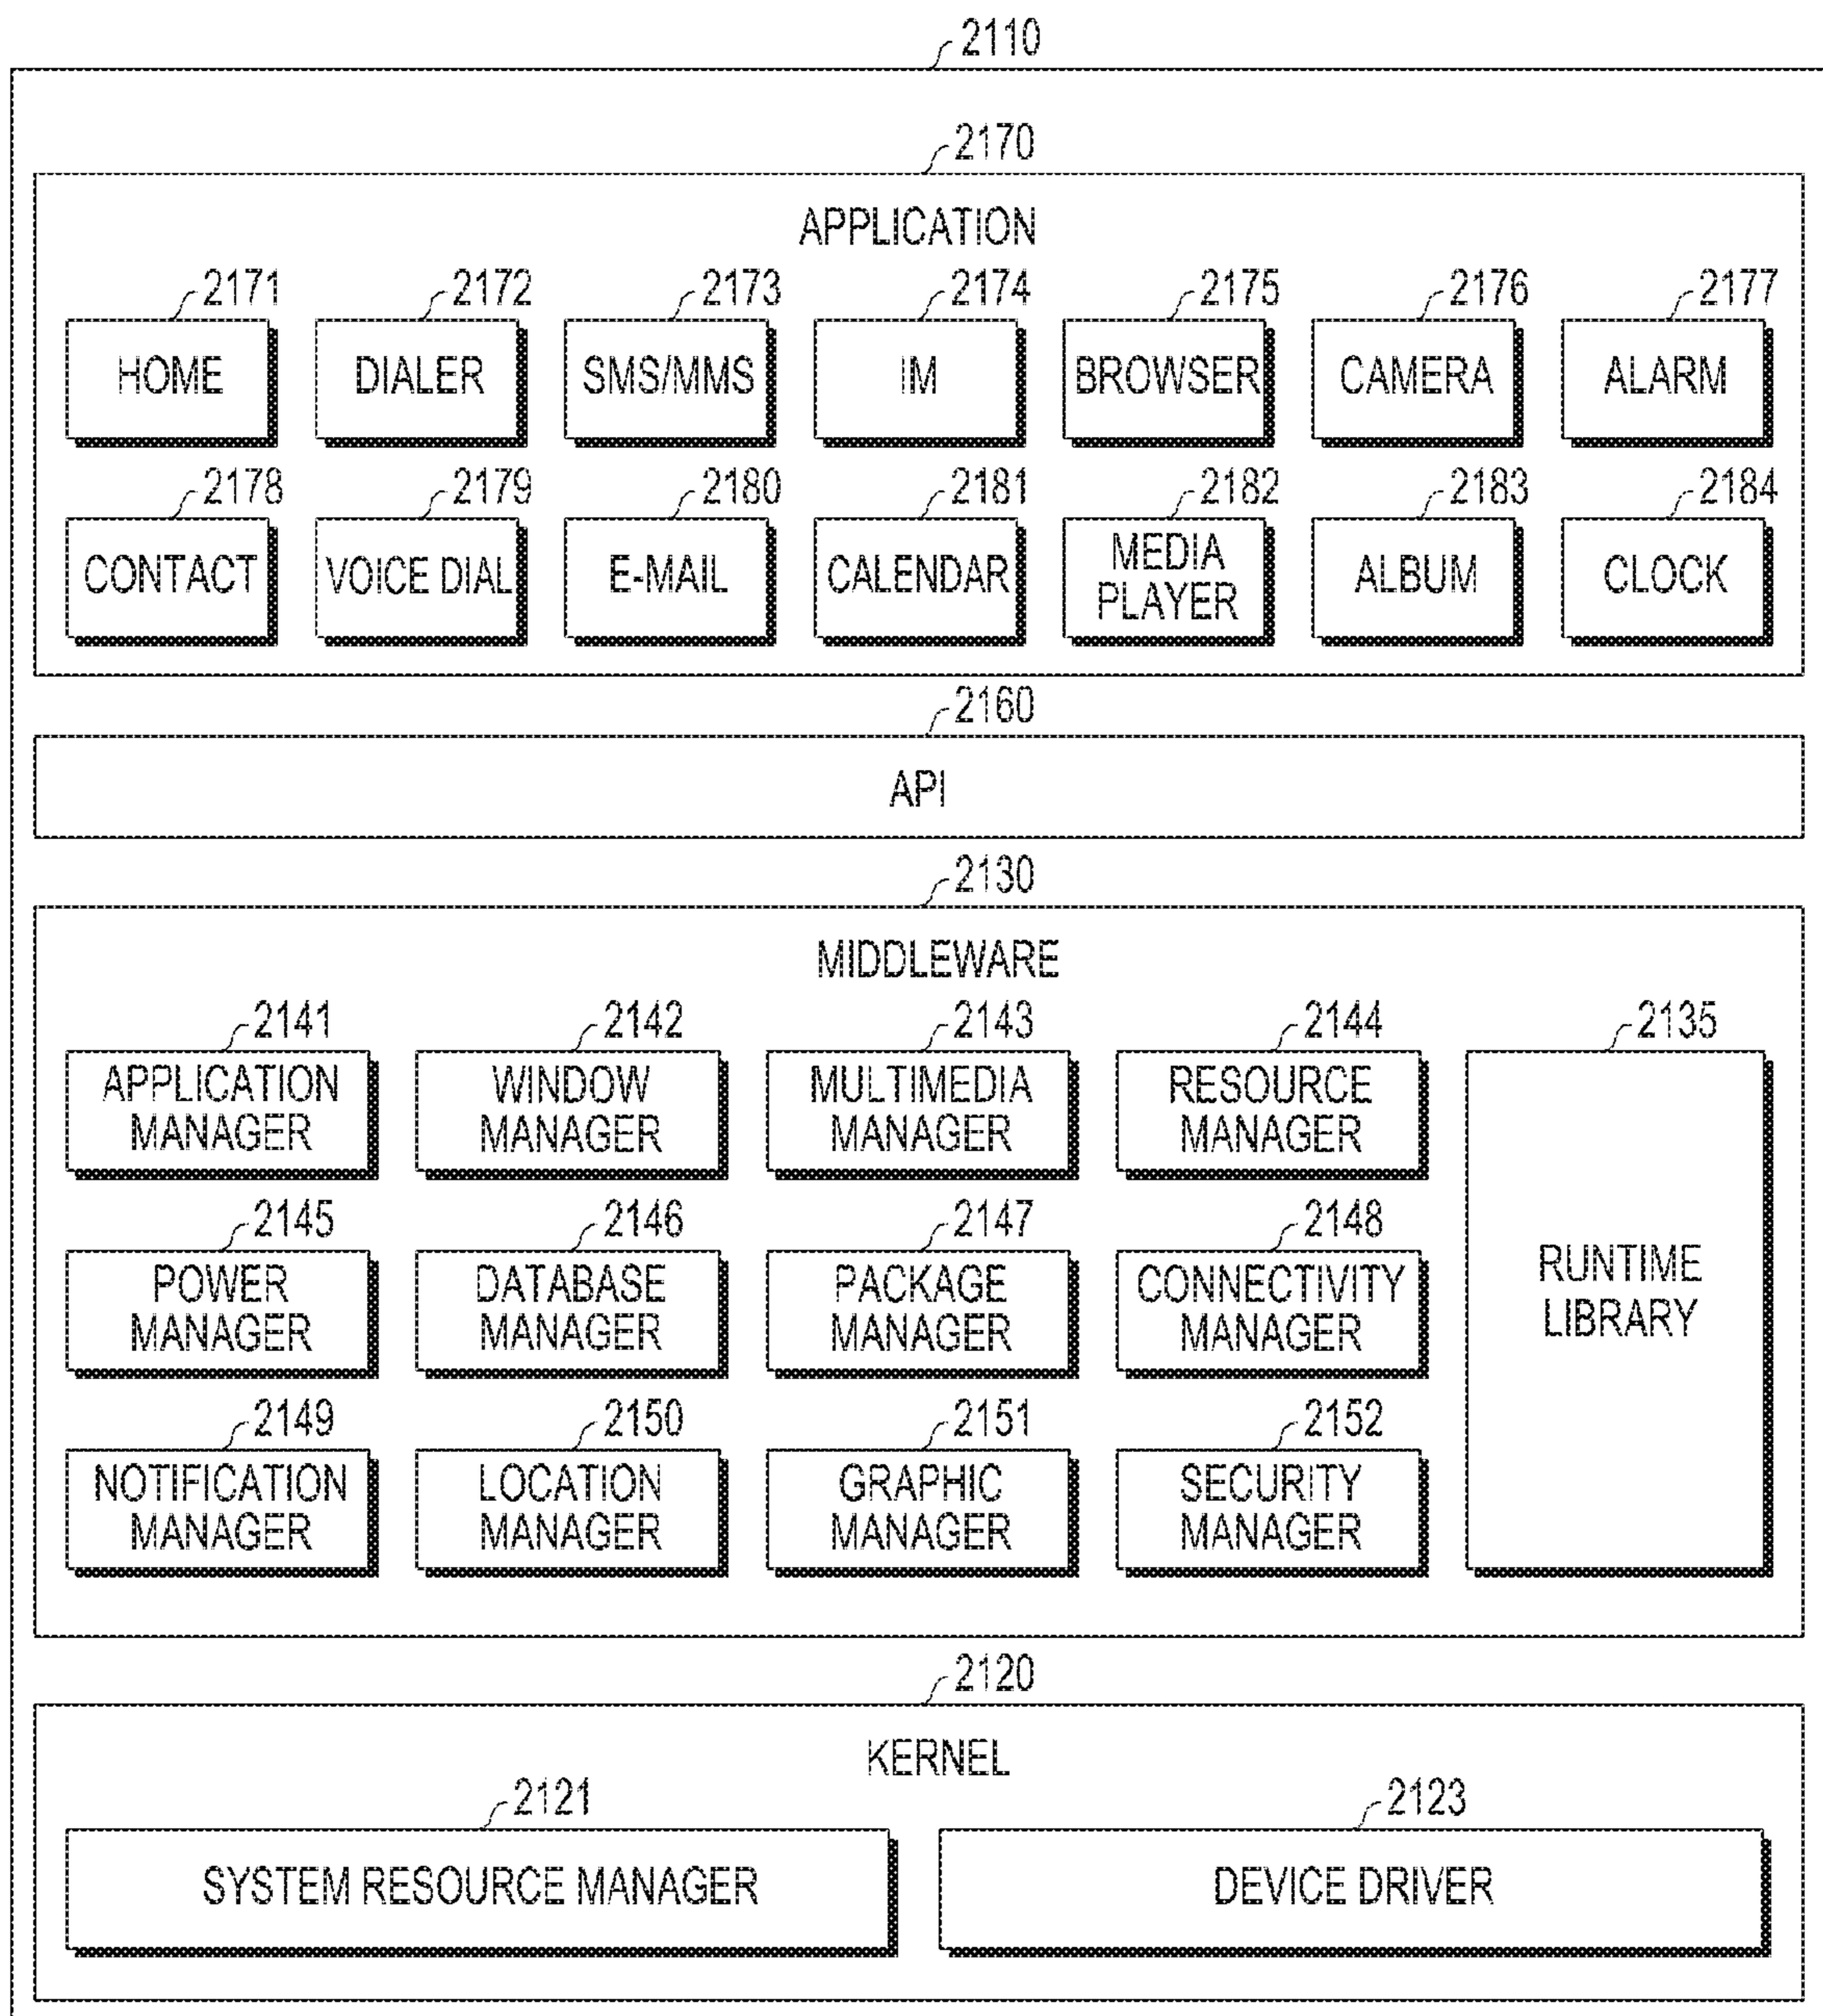 2110
2170
APPLICATION
2171 2172 2173 2174 2175 2176 2177
HOME DIALER SMS/MMS IM BROWSER CAMERA ALARM
2178 2179 2180 2181 2182 2183 2184
CONTACT VOICE DIAL E-MAIL CALENDAR MEDIA PLAYER ALBUM CLOCK
2160
API
2130
MIDDLEWARE
2141 2142 2143 2144 2135
APPLICATION MANAGER WINDOW MANAGER MULTIMEDIA MANAGER RESOURCE MANAGER
2145 2146 2147 2148
POWER MANAGER DATABASE MANAGER PACKAGE MANAGER CONNECTIVITY MANAGER RUNTIME LIBRARY
2149 2150 2151 2152
NOTIFICATION MANAGER LOCATION MANAGER GRAPHIC MANAGER SECURITY MANAGER
2120
KERNEL
2121 2123
SYSTEM RESOURCE MANAGER DEVICE DRIVER